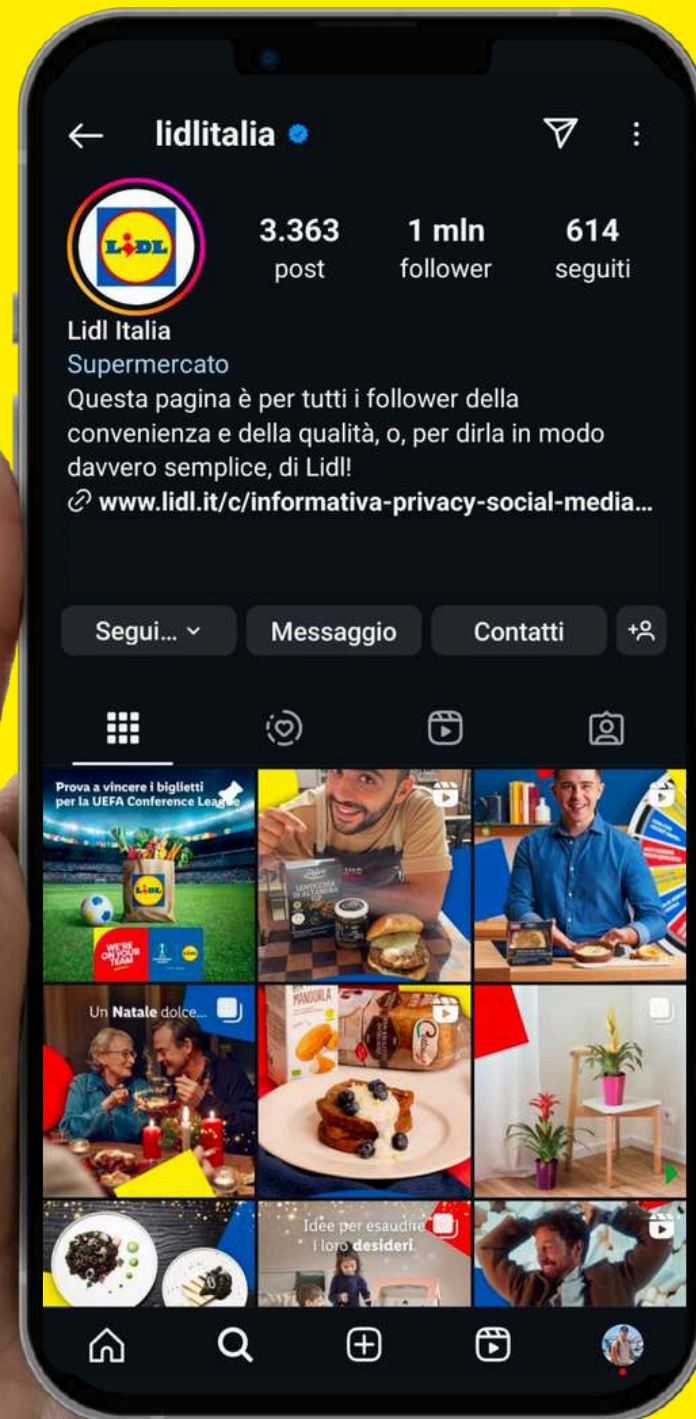 lidlitalia
LIDL
3.363
1 mln
614
post
follower
seguiti
Lidl Italia
Supermercato
Questa pagina è per tutti i follower della
convenienza e della qualità, o, per dirla in modo
davvero semplice, di Lidl!
www.lidl.it/c/informativa-privacy-social-media...
Segui...
Messaggio
Contatti
Prova a vincere i biglietti
per la UEFA Conference League
LIDL
WE'RE
ON YOUR
TEAM
Un Natale dolce...
MANDORLA
Idee per esaudire
i loro desideri.